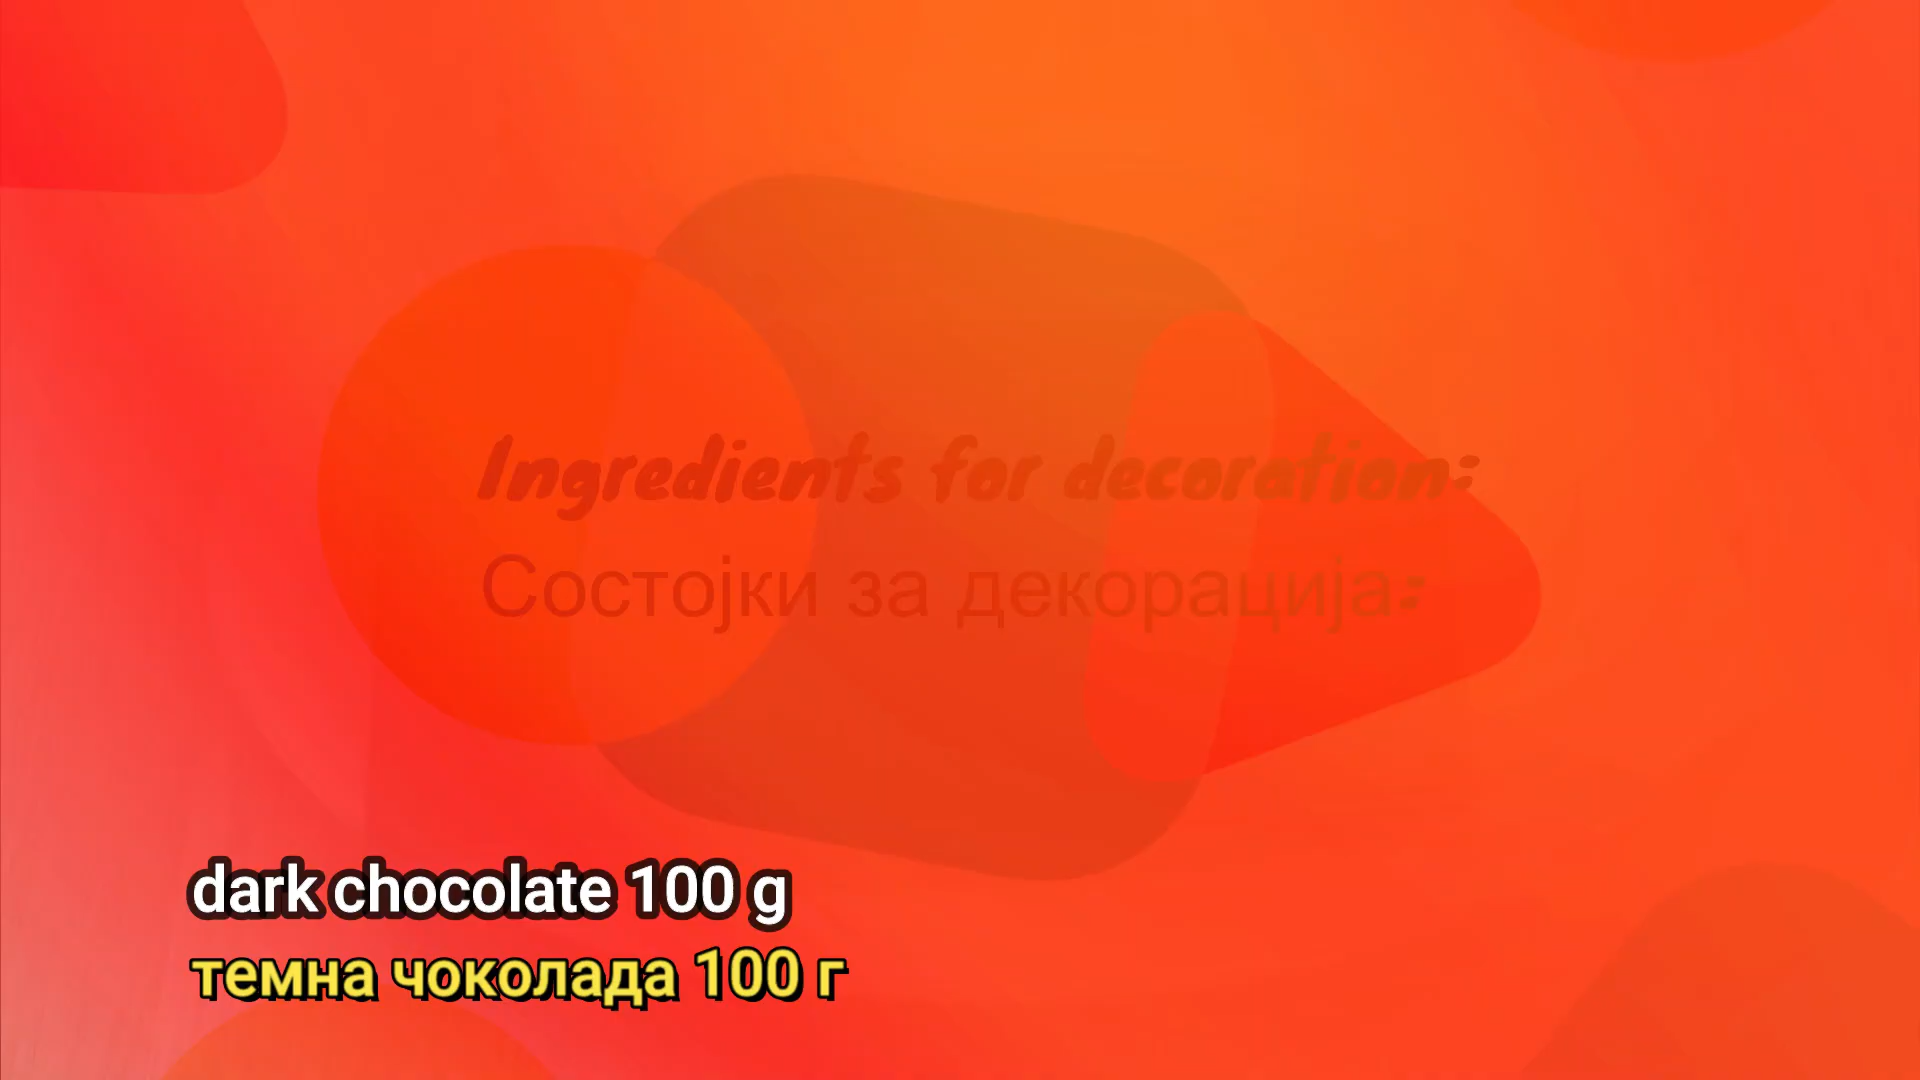 Ingredients for decoration:
Состојки за декорација:
dark chocolate 100 g
темна чоколада 100 г